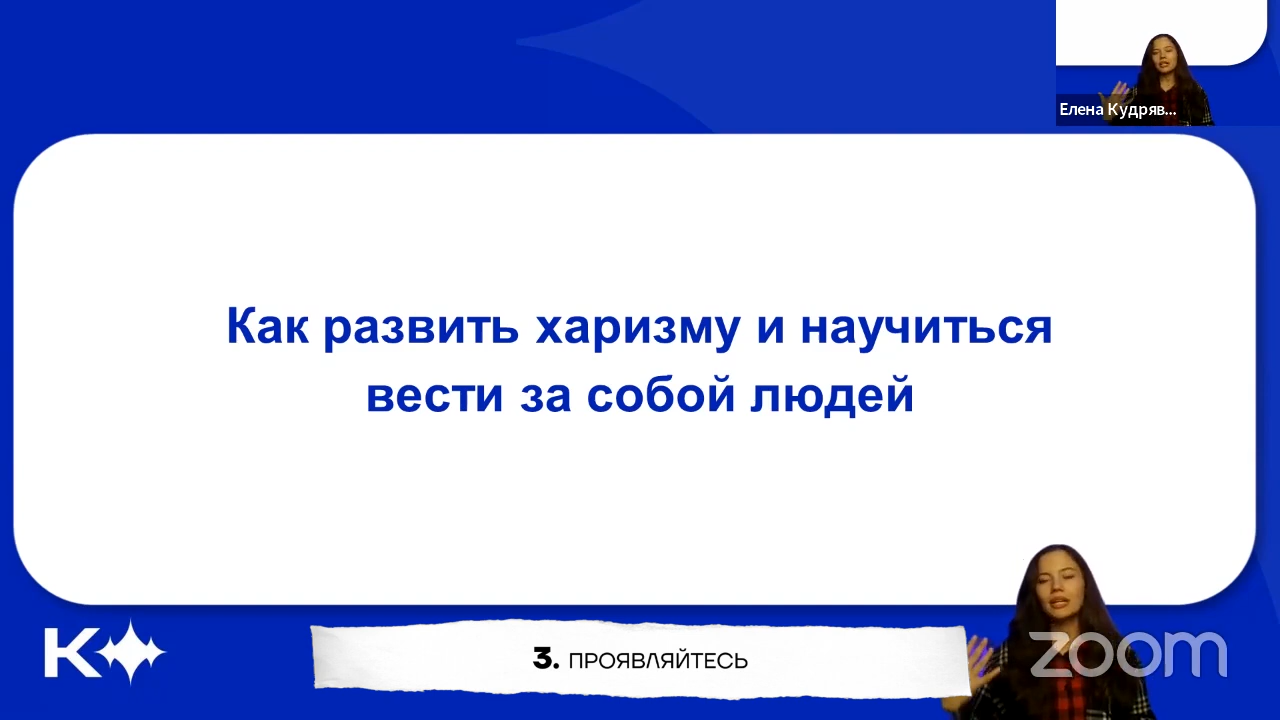 Елена Кудряв...
Как развить харизму и научиться
вести за собой людей
К
3. ПРОЯВЛЯЙТЕСЬ
zoom